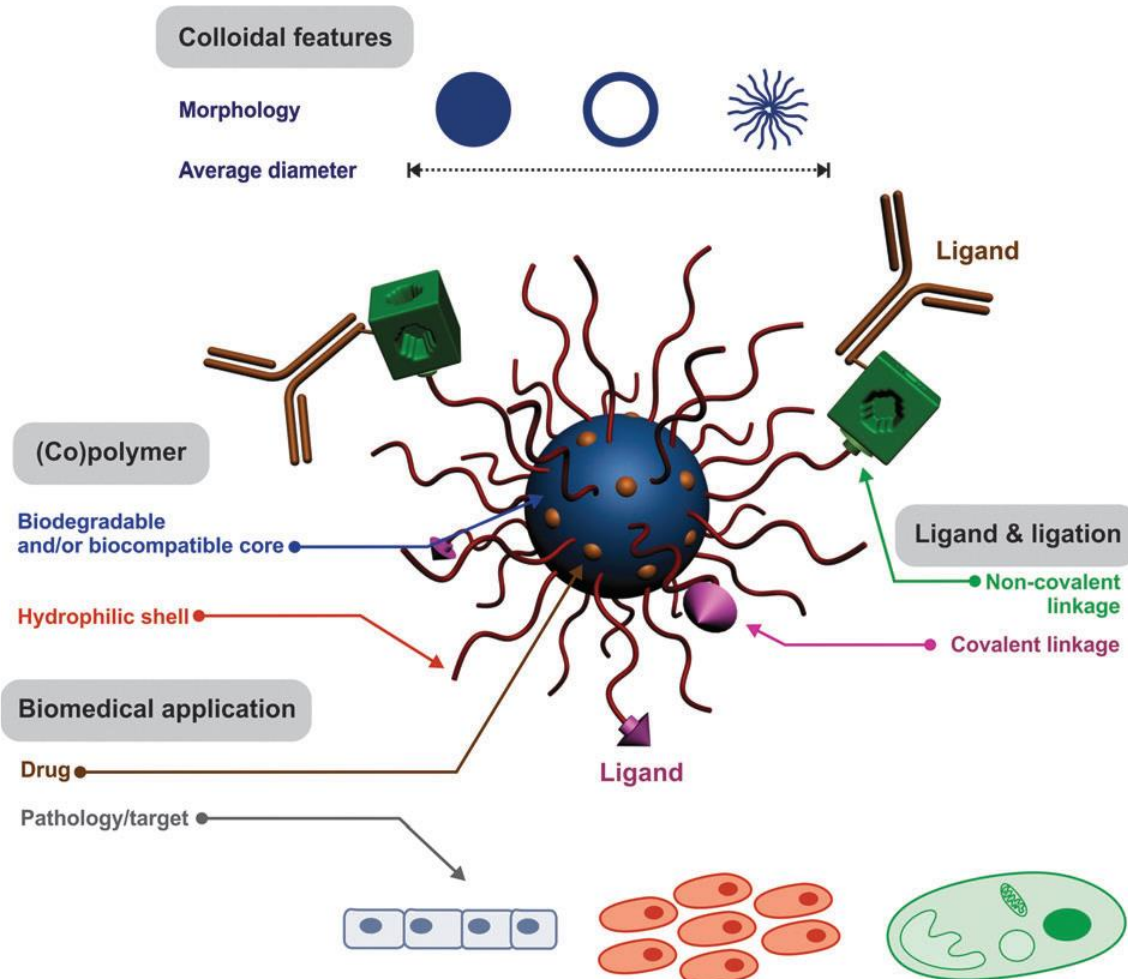 Colloidal features
Morphology
Average diameter
Ligand
(Co)polymer
Biodegradable
and/or biocompatible core
Ligand & ligation
Non-covalent
linkage
Hydrophilic shell
Covalent linkage
Biomedical application
Ligand
Drug
Pathology/target